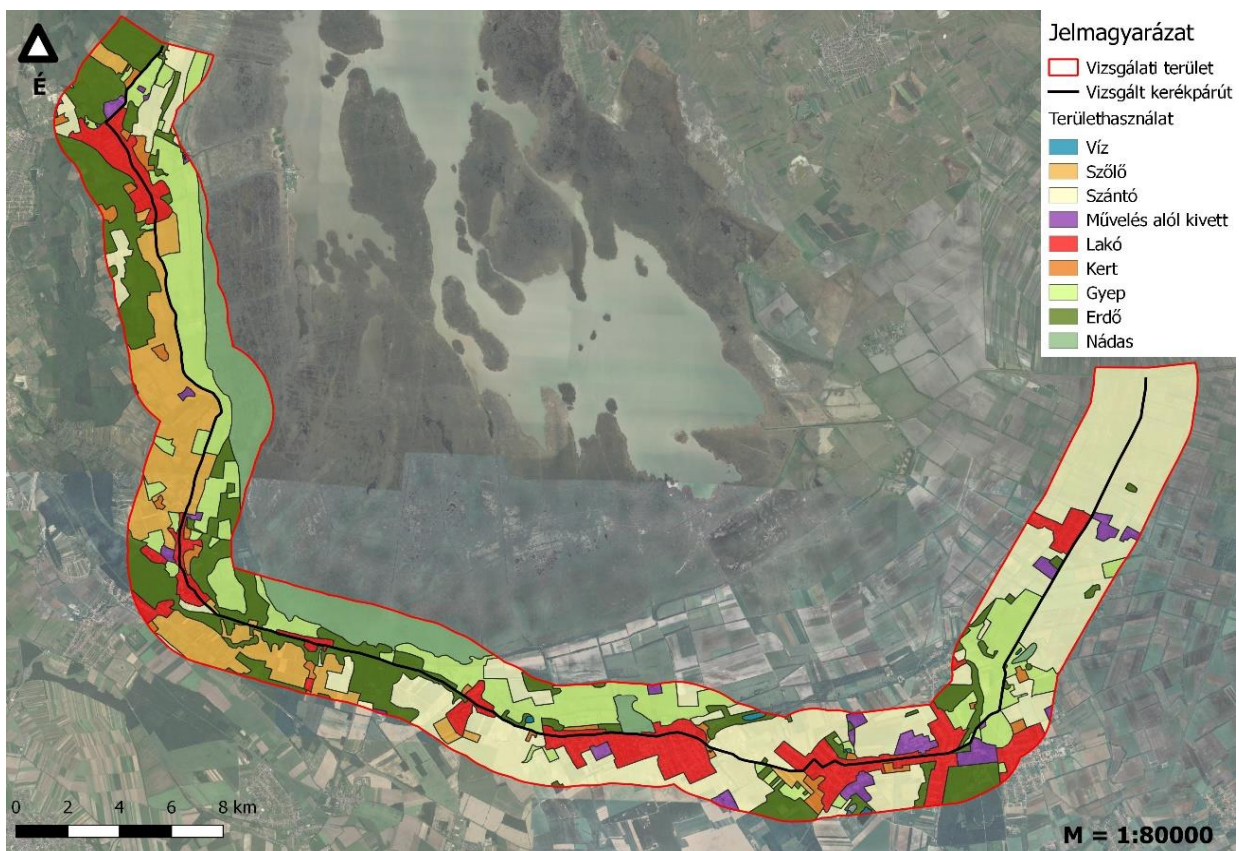 É
Jelmagyarázat
Vizsgálati terület
Vizsgált kerékpárút
Területhasználat
Víz
Szőlő
Szántó
Művelés alól kivett
Lakó
Kert
Gyep
Erdő
Nádas
0 2 4 6 8 km
M = 1:80000